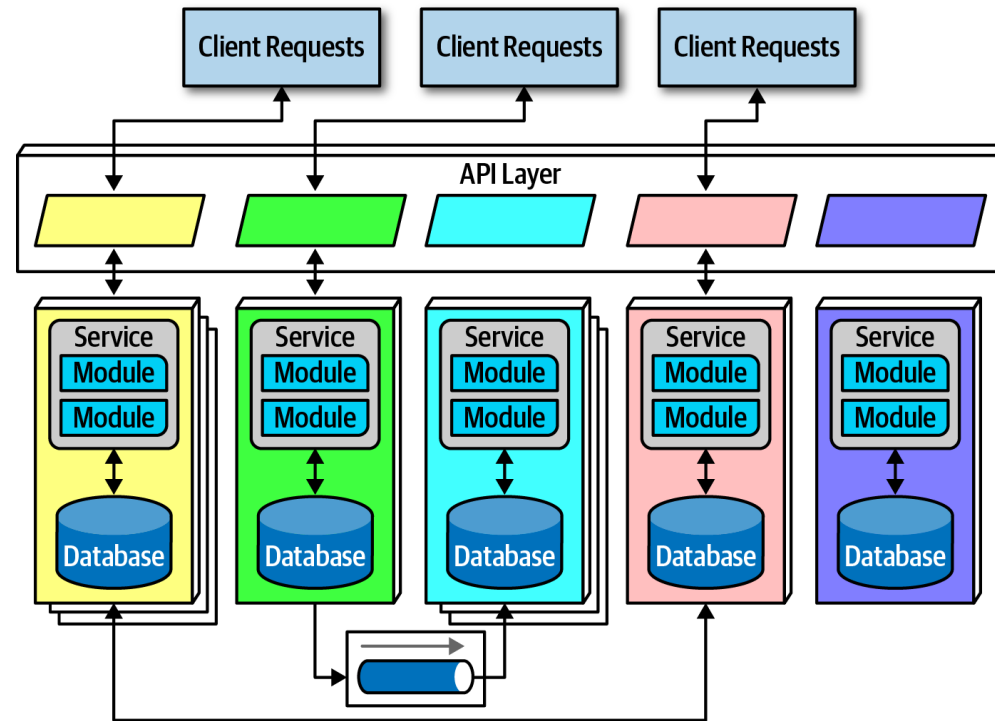 Client Requests
Client Requests
Client Requests
API Layer
Service
Module
Module
Database
Service
Module
Module
Database
Service
Module
Module
Database
Service
Module
Module
Database
Service
Module
Module
Database